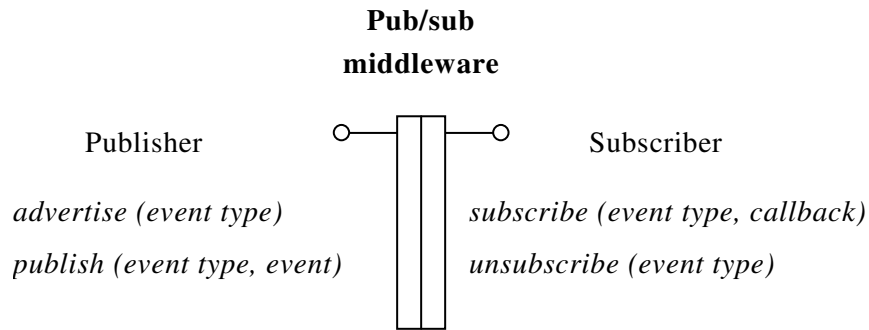 Pub/sub
middleware
Publisher
Subscriber
advertise (event type)
subscribe (event type, callback)
publish (event type, event)
unsubscribe (event type)